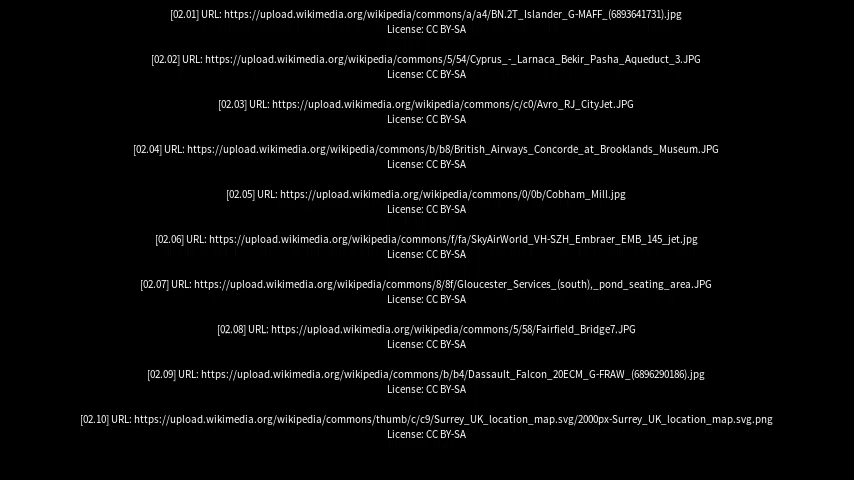 [02.01] URL: https://upload.wikimedia.org/wikipedia/commons/a/a4/BN.2T_Islander_G-MAFF_(6893641731).jpg
License: CC BY-SA
[02.02] URL: https://upload.wikimedia.org/wikipedia/commons/5/54/Cyprus_-_Larnaca_Bekir_Pasha_Aqueduct_3.JPG
License: CC BY-SA
[02.03] URL: https://upload.wikimedia.org/wikipedia/commons/c/c0/Avro_RJ_CityJet.JPG
License: CC BY-SA
[02.04] URL: https://upload.wikimedia.org/wikipedia/commons/b/b8/British_Airways_Concorde_at_Brooklands_Museum.JPG
License: CC BY-SA
[02.05] URL: https://upload.wikimedia.org/wikipedia/commons/0/0b/Cobham_Mill.jpg
License: CC BY-SA
[02.06] URL: https://upload.wikimedia.org/wikipedia/commons/f/fa/SkyAirWorld_VH-SZH_Embraer_EMB_145_jet.jpg
License: CC BY-SA
[02.07] URL: https://upload.wikimedia.org/wikipedia/commons/8/8f/Gloucester_Services_(south),_pond_seating_area.JPG
License: CC BY-SA
[02.08] URL: https://upload.wikimedia.org/wikipedia/commons/5/58/Fairfield_Bridge7.JPG
License: CC BY-SA
[02.09] URL: https://upload.wikimedia.org/wikipedia/commons/b/b4/Dassault_Falcon_20ECM_G-FRAW_(6896290186).jpg
License: CC BY-SA
[02.10] URL: https://upload.wikimedia.org/wikipedia/commons/thumb/c/c9/Surrey_UK_location_map.svg/2000px-Surrey_UK_location_map.svg.png
License: CC BY-SA